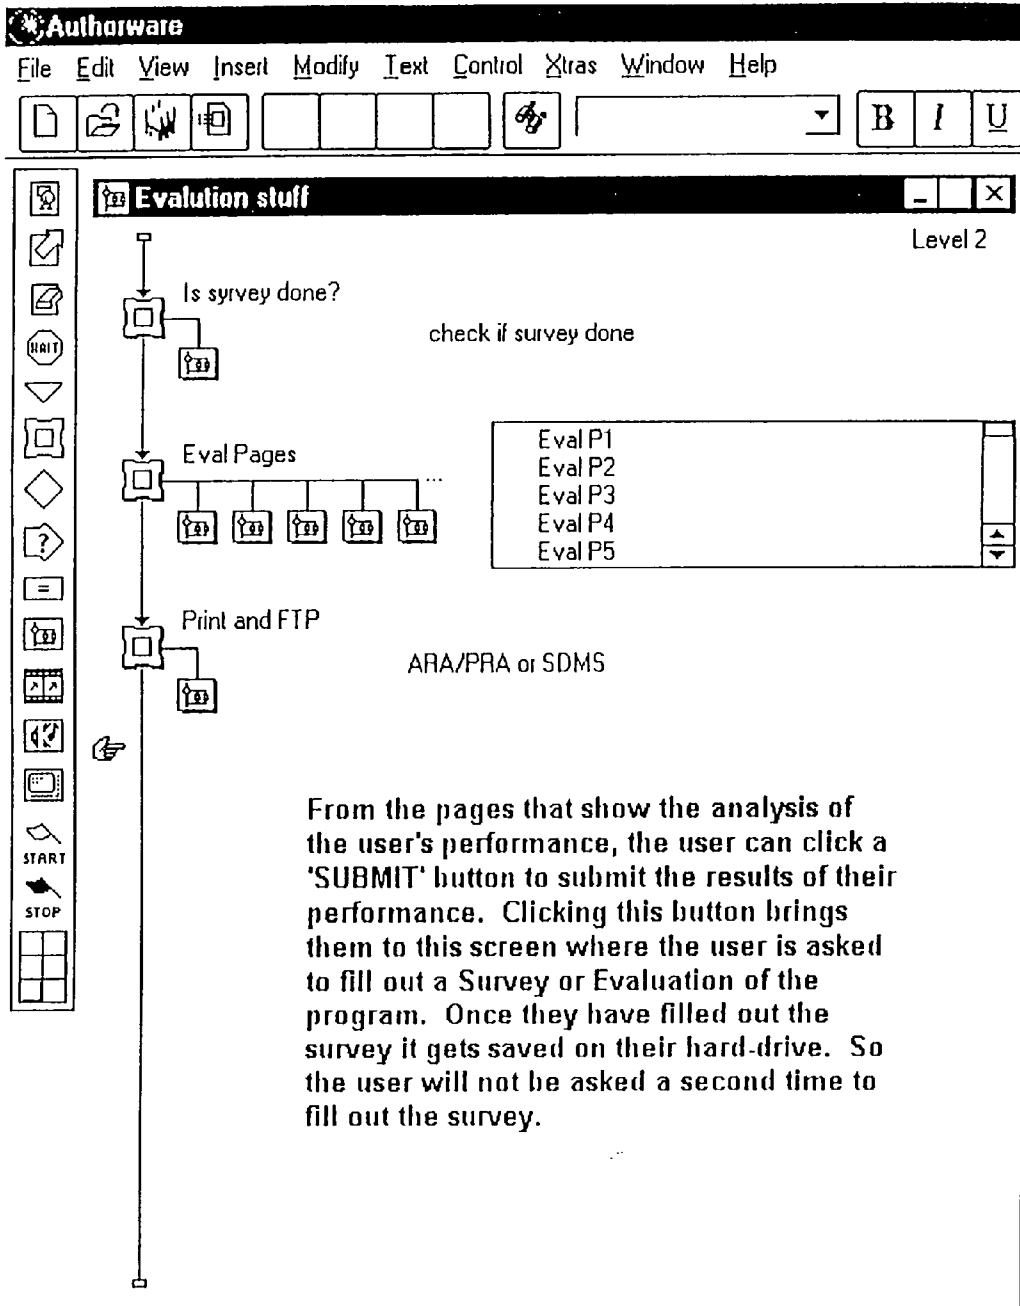 Authorware
File Edit View Insert Modify Text Control Xtras Window Help
B I U
Evalution stuff
Level 2
Is syrvey done?
check if survey done
WAIT
Eval Pages
...
Eval P1
Eval P2
Eval P3
Eval P4
Eval P5
?
=
Print and FTP
ARA/PRA or SDMS
START
STOP
From the pages that show the analysis of
the user's performance, the user can click a
'SUBMIT' button to submit the results of their
performance. Clicking this button brings
them to this screen where the user is asked
to fill out a Survey or Evaluation of the
program. Once they have filled out the
survey it gets saved on their hard-drive. So
the user will not be asked a second time to
fill out the survey.